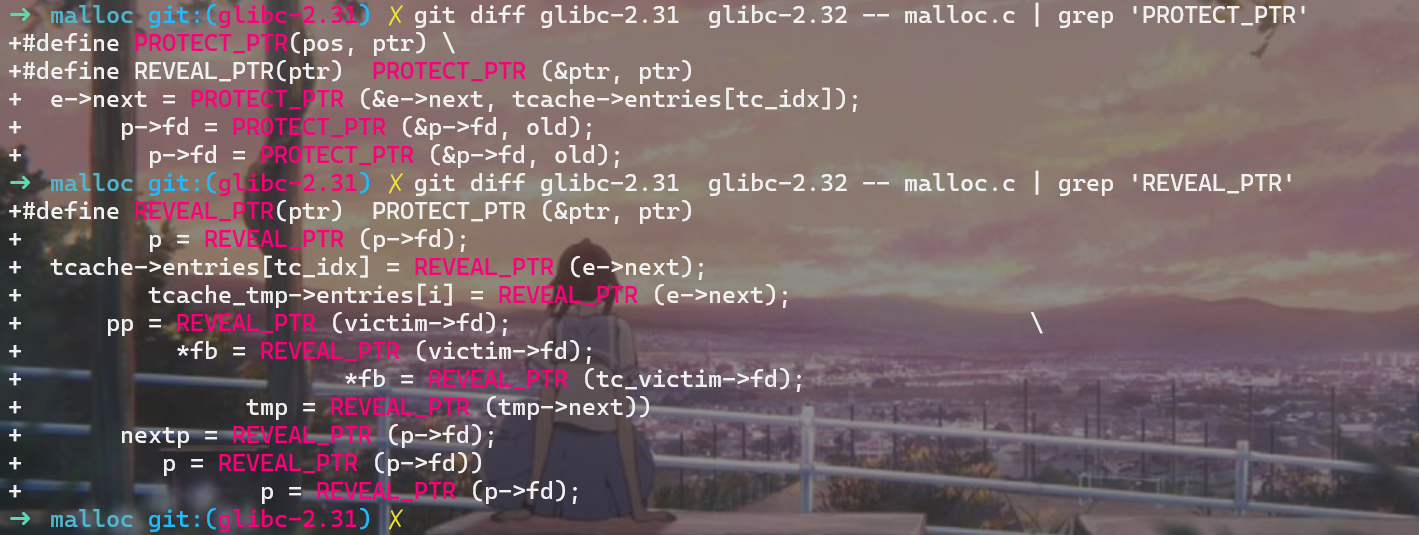 → malloc git:(glibc-2.31) ✗ git diff glibc-2.31  glibc-2.32 -- malloc.c | grep 'PROTECT_PTR'
+#define PROTECT_PTR(pos, ptr) \
+#define REVEAL_PTR(ptr)  PROTECT_PTR (&ptr, ptr)
+  e->next = PROTECT_PTR (&e->next, tcache->entries[tc_idx]);
+       p->fd = PROTECT_PTR (&p->fd, old);
+         p->fd = PROTECT_PTR (&p->fd, old);
→ malloc git:(glibc-2.31) ✗ git diff glibc-2.31  glibc-2.32 -- malloc.c | grep 'REVEAL_PTR'
+#define REVEAL_PTR(ptr)  PROTECT_PTR (&ptr, ptr)
+         p = REVEAL_PTR (p->fd);
+  tcache->entries[tc_idx] = REVEAL_PTR (e->next);
+         tcache_tmp->entries[i] = REVEAL_PTR (e->next);
+      pp = REVEAL_PTR (victim->fd);                                     \
+           *fb = REVEAL_PTR (victim->fd);
+                       *fb = REVEAL_PTR (tc_victim->fd);
+                tmp = REVEAL_PTR (tmp->next))
+       nextp = REVEAL_PTR (p->fd);
+          p = REVEAL_PTR (p->fd))
+                 p = REVEAL_PTR (p->fd);
→ malloc git:(glibc-2.31) ✗